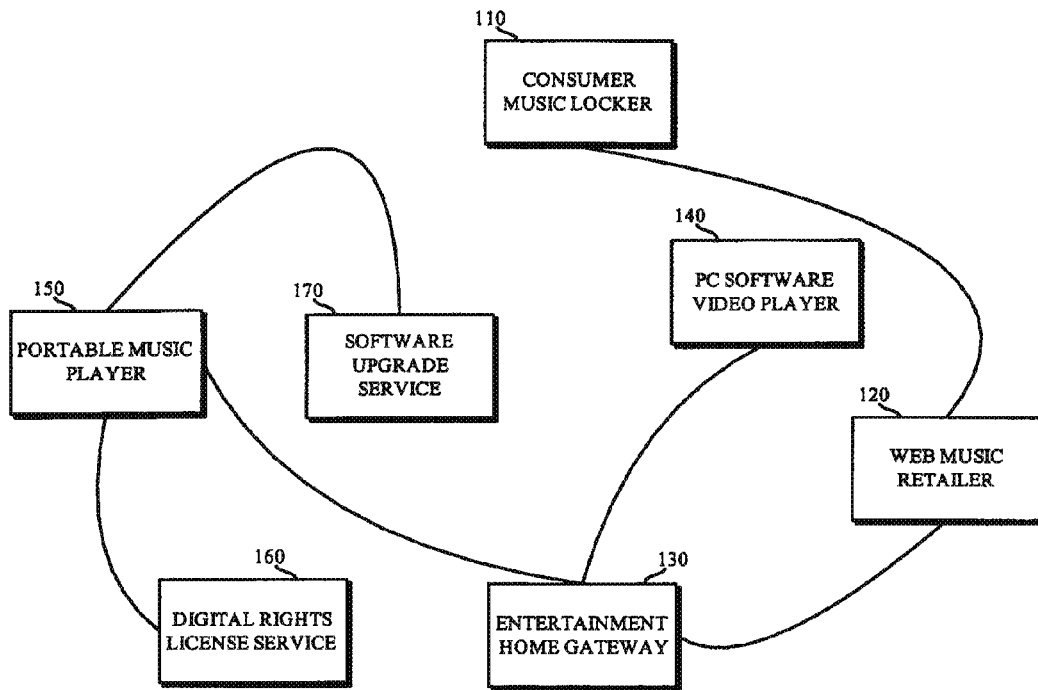 110
CONSUMER
MUSIC LOCKER
140
PC SOFTWARE
VIDEO PLAYER
150
PORTABLE MUSIC
PLAYER
170
SOFTWARE
UPGRADE
SERVICE
120
WEB MUSIC
RETAILER
160
DIGITAL RIGHTS
LICENSE SERVICE
130
ENTERTAINMENT
HOME GATEWAY